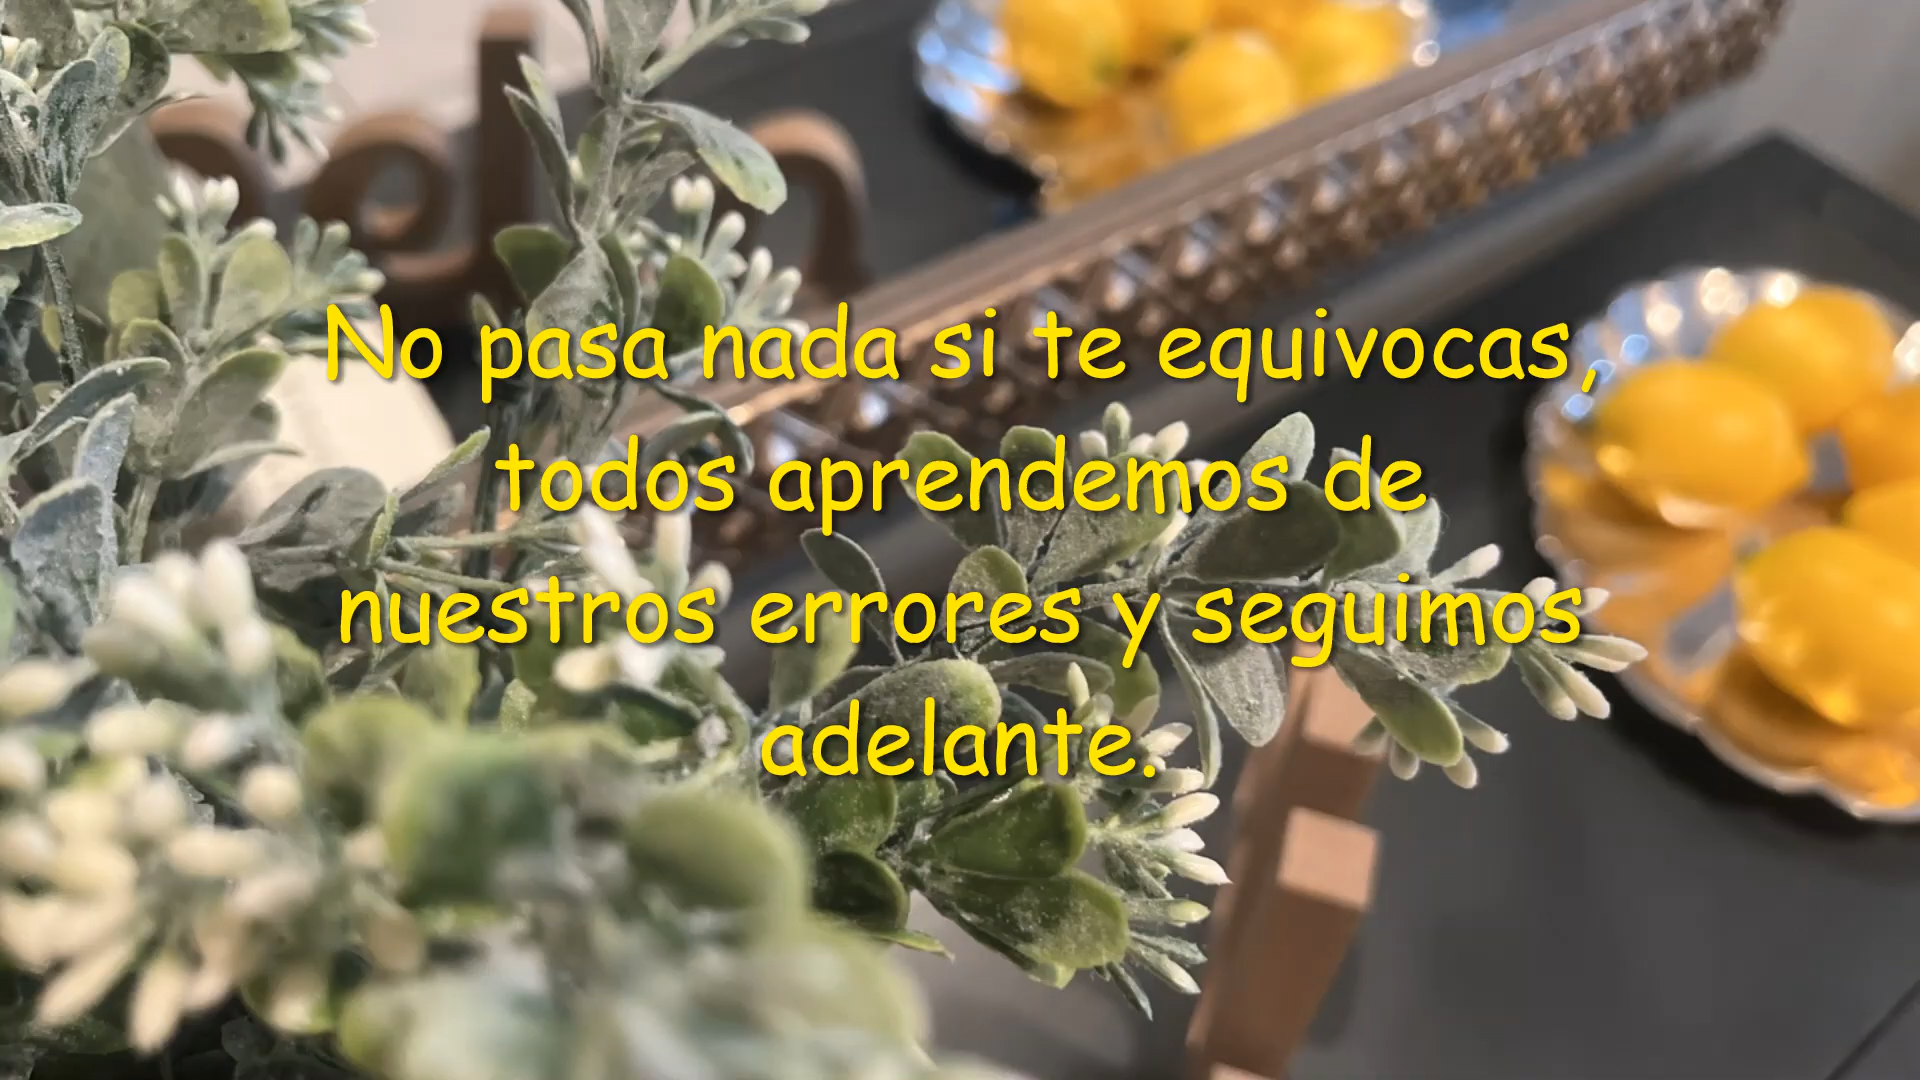 No pasa nada si te equivocas,
todos aprendemos de
nuestros errores y seguimos
adelante.